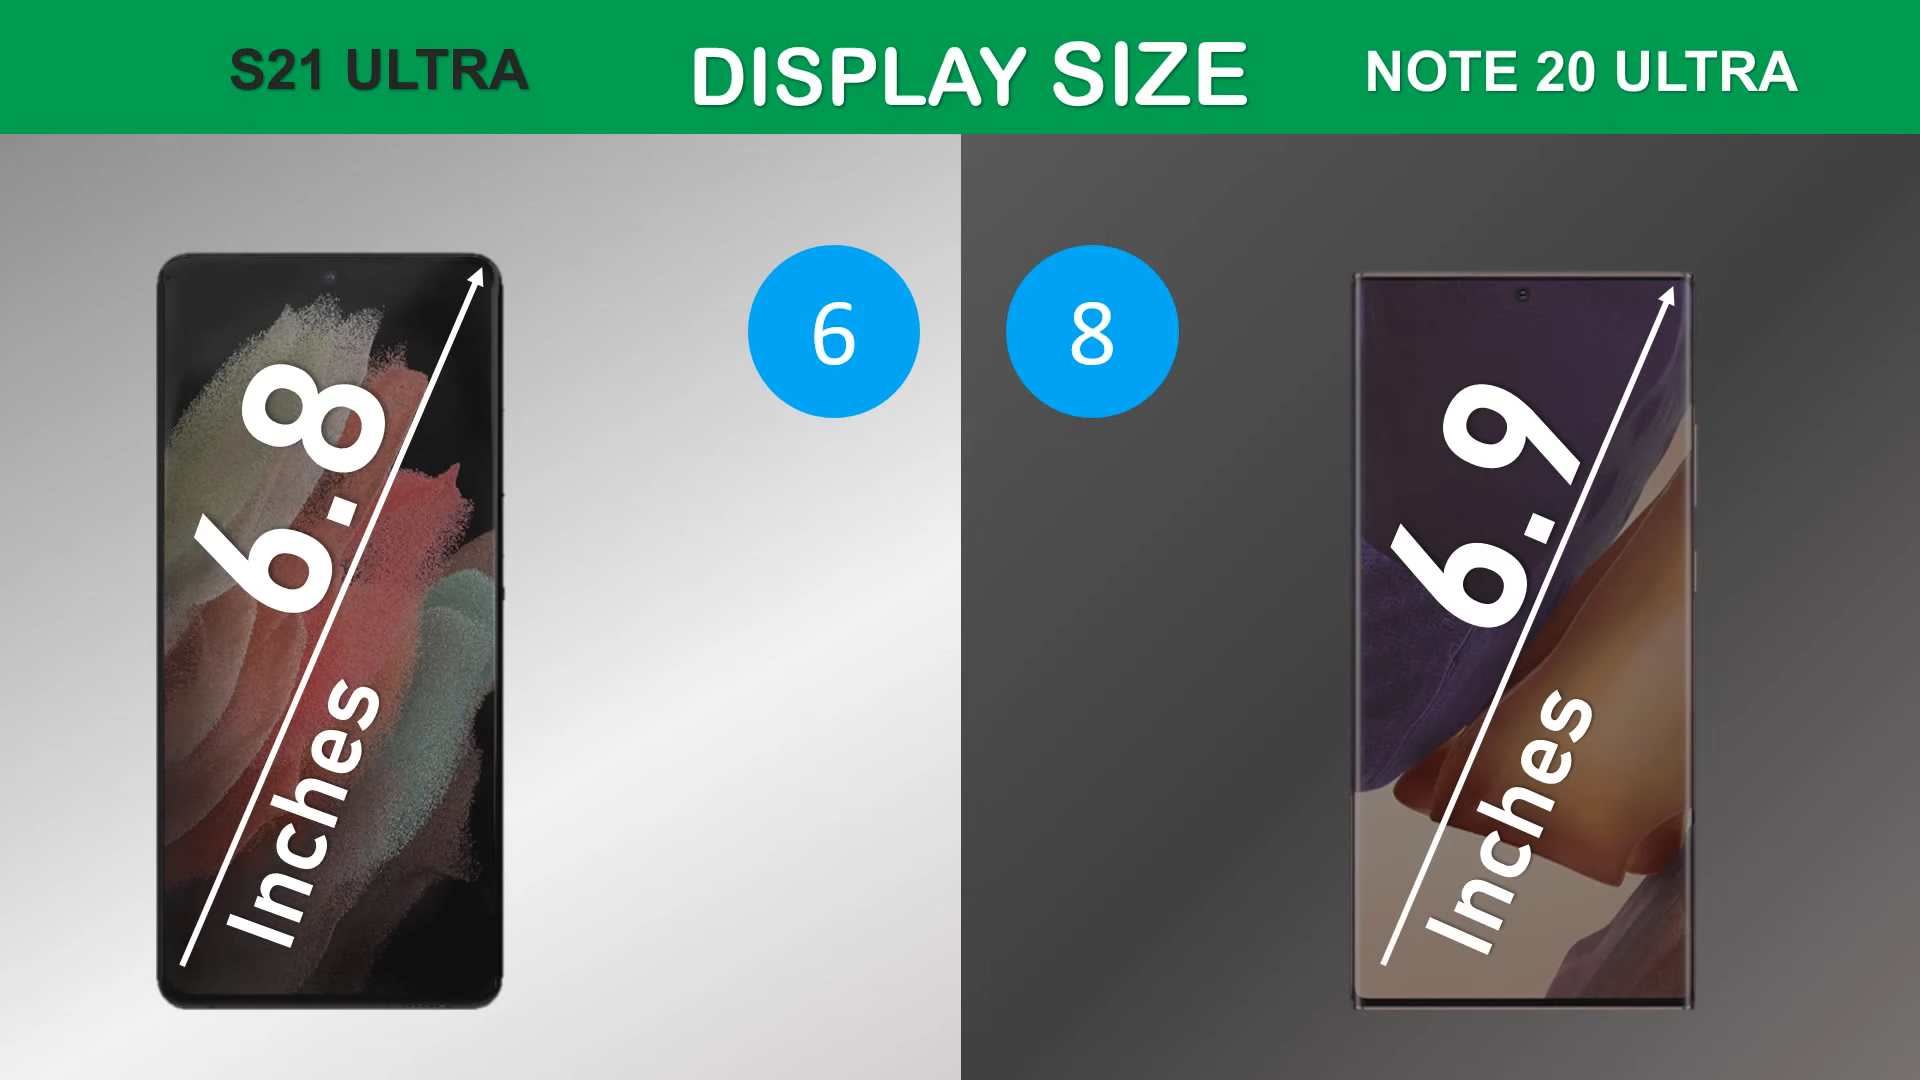 S21 ULTRA
DISPLAY SIZE
NOTE 20 ULTRA
6
8
6.8
Inches
6.9
Inches